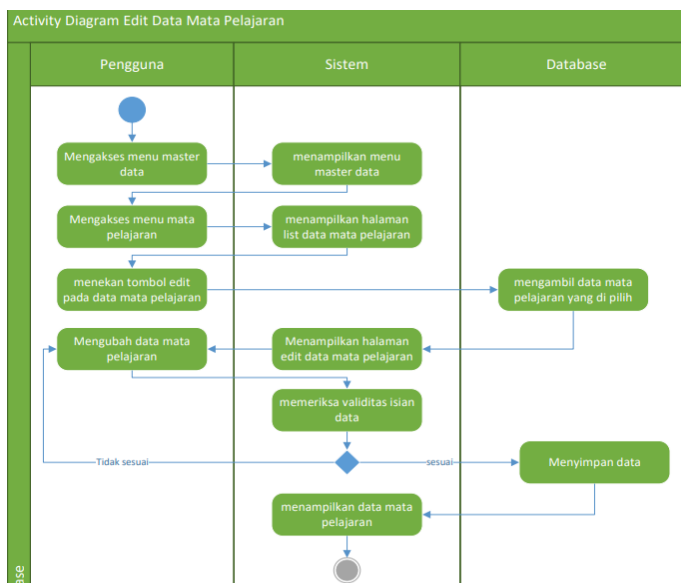 Activity Diagram Edit Data Mata Pelajaran
Pengguna
Sistem
Database
Mengakses menu master
data
menampilkan menu
master data
Mengakses menu mata
pelajaran
menampilkan halaman
list data mata pelajaran
menekan tombol edit
pada data mata pelajaran
mengambil data mata
pelajaran yang di pilih
Mengubah data mata
pelajaran
Menampilkan halaman
edit data mata pelajaran
memeriksa validitas isian
data
Tidak sesuai
sesuai
Menyimpan data
menampilkan data mata
pelajaran